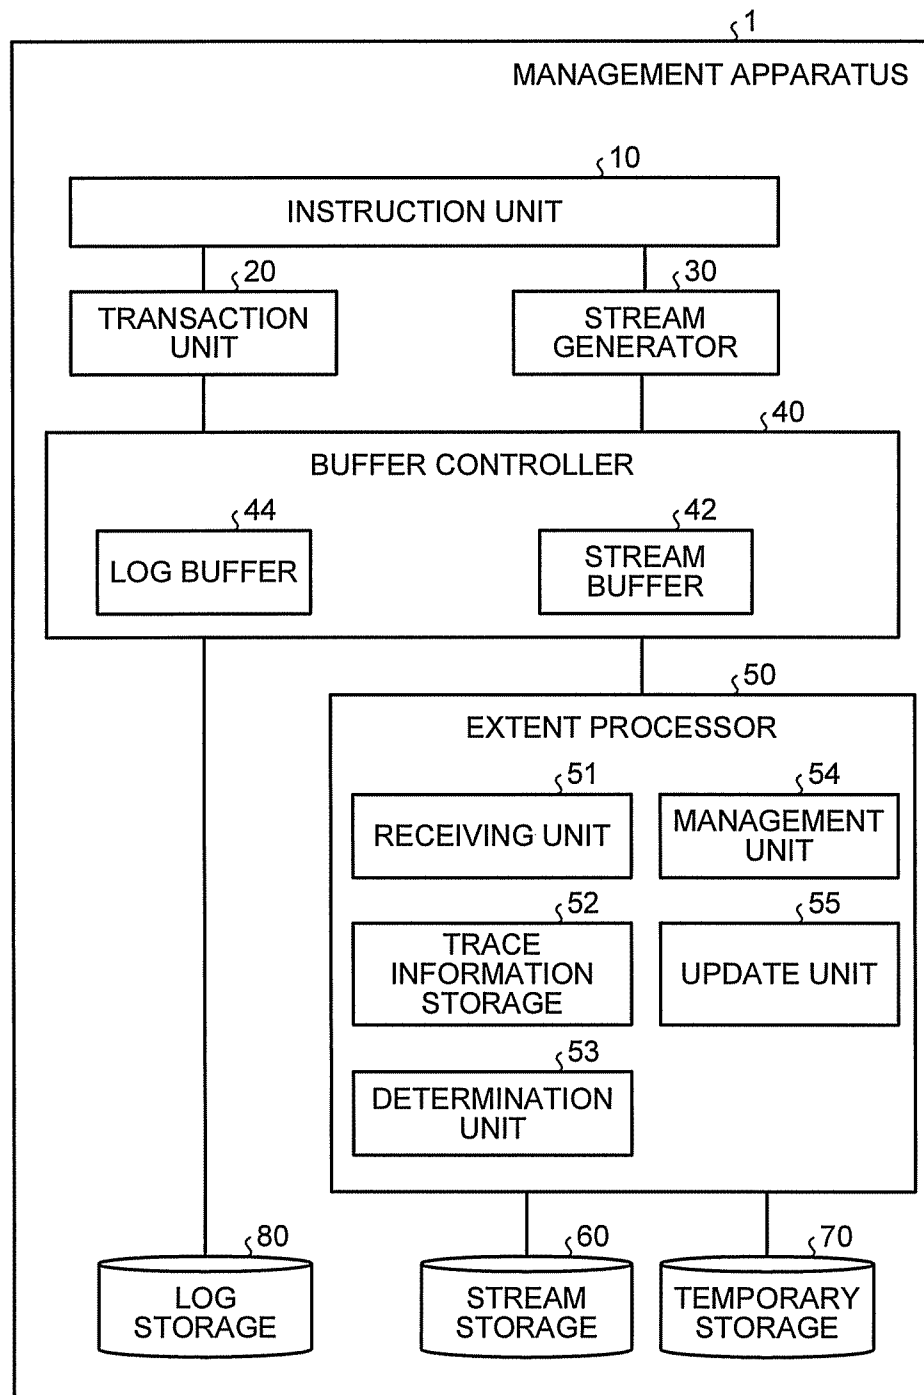 1
MANAGEMENT APPARATUS
10
INSTRUCTION UNIT
20
TRANSACTION
UNIT
30
STREAM
GENERATOR
40
BUFFER CONTROLLER
44
LOG BUFFER
42
STREAM
BUFFER
50
EXTENT PROCESSOR
51
RECEIVING UNIT
54
MANAGEMENT
UNIT
52
TRACE
INFORMATION
STORAGE
55
UPDATE UNIT
53
DETERMINATION
UNIT
80
LOG
STORAGE
60
STREAM
STORAGE
70
TEMPORARY
STORAGE